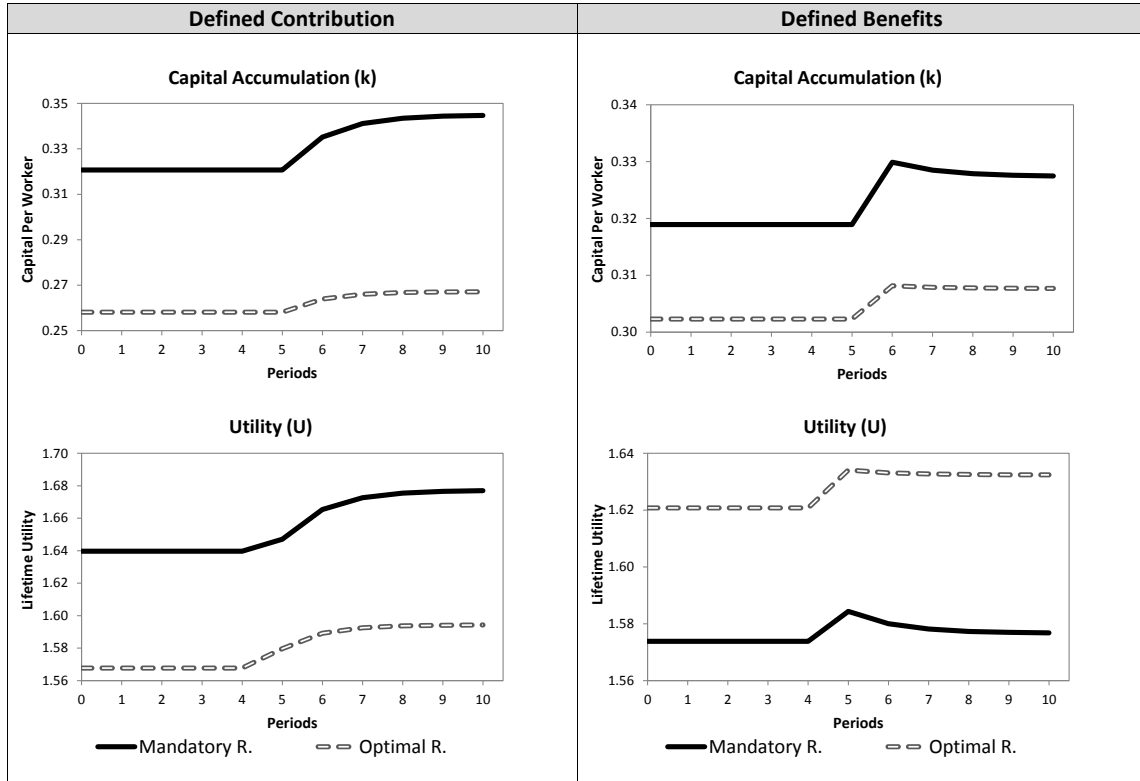 Defined Contribution
Defined Benefits
Capital Accumulation (k)
Capital Per Worker
0.35
0.33
0.31
0.29
0.27
0.25
0 1 2 3 4 5 6 7 8 9 10
Periods
Capital Accumulation (k)
Capital Per Worker
0.34
0.33
0.32
0.31
0.30
0 1 2 3 4 5 6 7 8 9 10
Periods
Utility (U)
Lifetime Utility
1.70
1.68
1.66
1.64
1.62
1.60
1.58
1.56
0 1 2 3 4 5 6 7 8 9 10
Periods
Mandatory R. Optimal R.
Utility (U)
Lifetime Utility
1.64
1.62
1.60
1.58
1.56
0 1 2 3 4 5 6 7 8 9 10
Periods
Mandatory R. Optimal R.